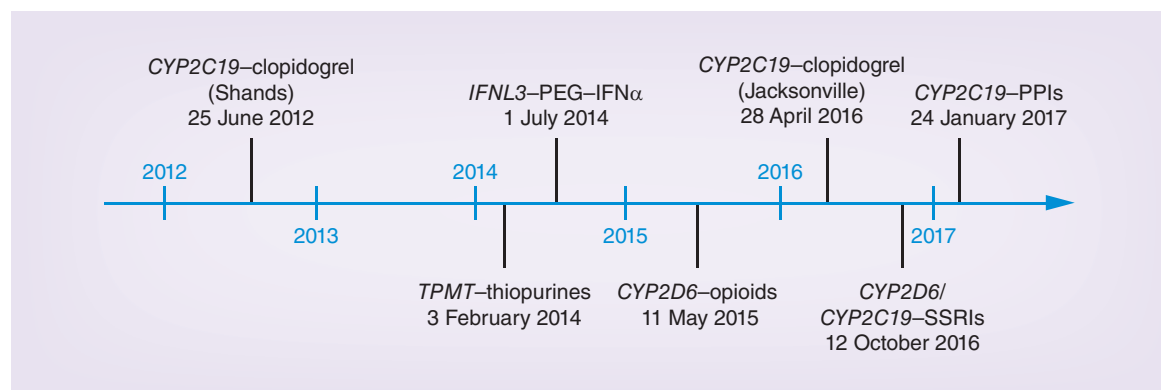 CYP2C19–clopidogrel
(Shands)
25 June 2012
IFNL3–PEG–IFNα
1 July 2014
CYP2C19–clopidogrel
(Jacksonville)
28 April 2016
CYP2C19–PPIs
24 January 2017
2012
2014
2016
2013
2015
2017
TPMT–thiopurines
3 February 2014
CYP2D6–opioids
11 May 2015
CYP2D6/
CYP2C19–SSRIs
12 October 2016